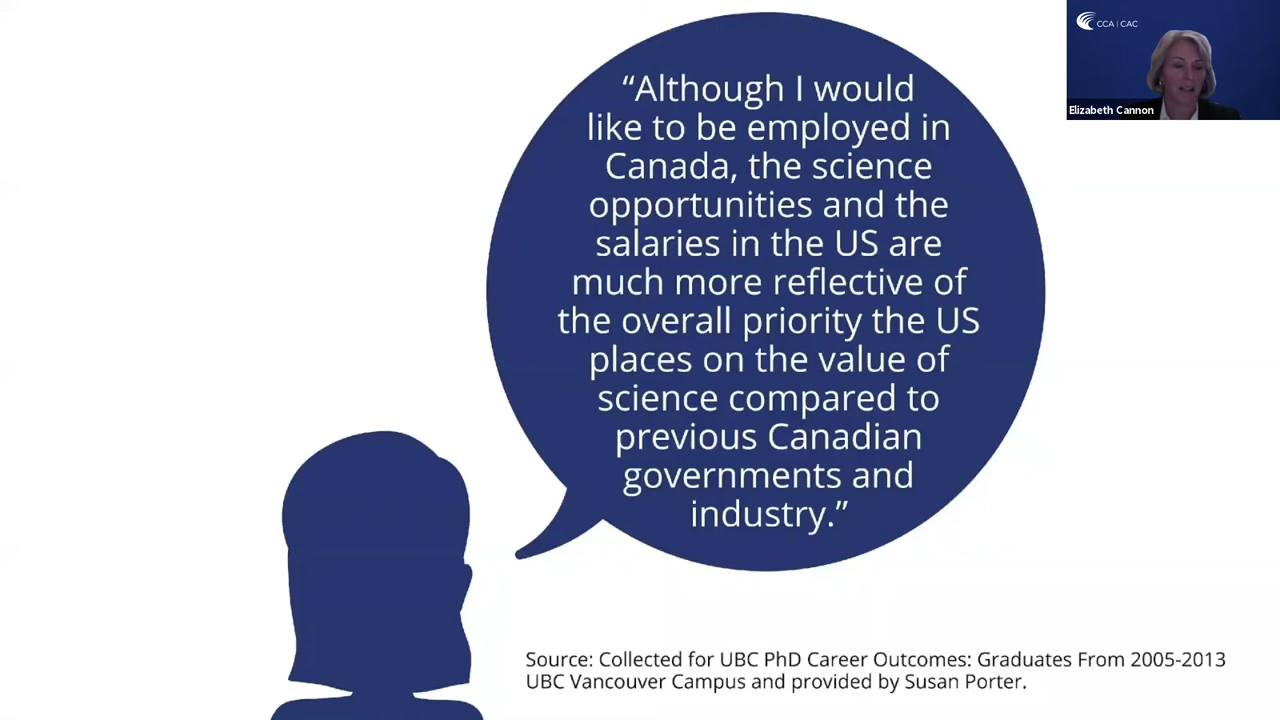 CCA | CAC
Elizabeth Cannon
“Although I would
like to be employed in
Canada, the science
opportunities and the
salaries in the US are
much more reflective of
the overall priority the US
places on the value of
science compared to
previous Canadian
governments and
industry.”
Source: Collected for UBC PhD Career Outcomes: Graduates From 2005-2013
UBC Vancouver Campus and provided by Susan Porter.